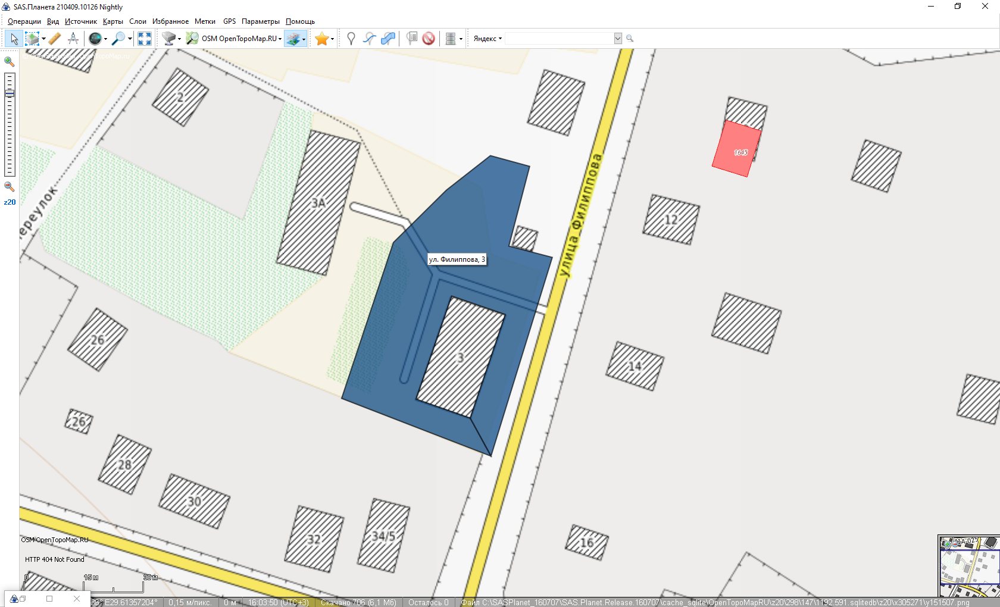 SAS.Планета 210409.10126 Nightly
Операции Вид Источник Карты Слои Избранное Метки GPS Параметры Помощь
OSM OpenTopoMap.RU
Яндекс
z20
2
3А
улица Филиппова
1645
12
ул. Филиппова, 3
3
14
26
26
28
30
32
34/5
16
OSM OpenTopoMap.RU
HTTP 404 Not Found
0 15 м 30 м
36° E29.61357204° 0,15 м/пикс. 0 м 16:03:50 (UTC+3) Скачано 706 (6,1 Мб) Осталось 0 Файл C:\SASPlanet_160707\SAS.Planet.Release.160707\cache_sqlite\OpenTopoMapRU\z20\298\147\1192.591.sqlitedb\z20\x305271\y151507.png